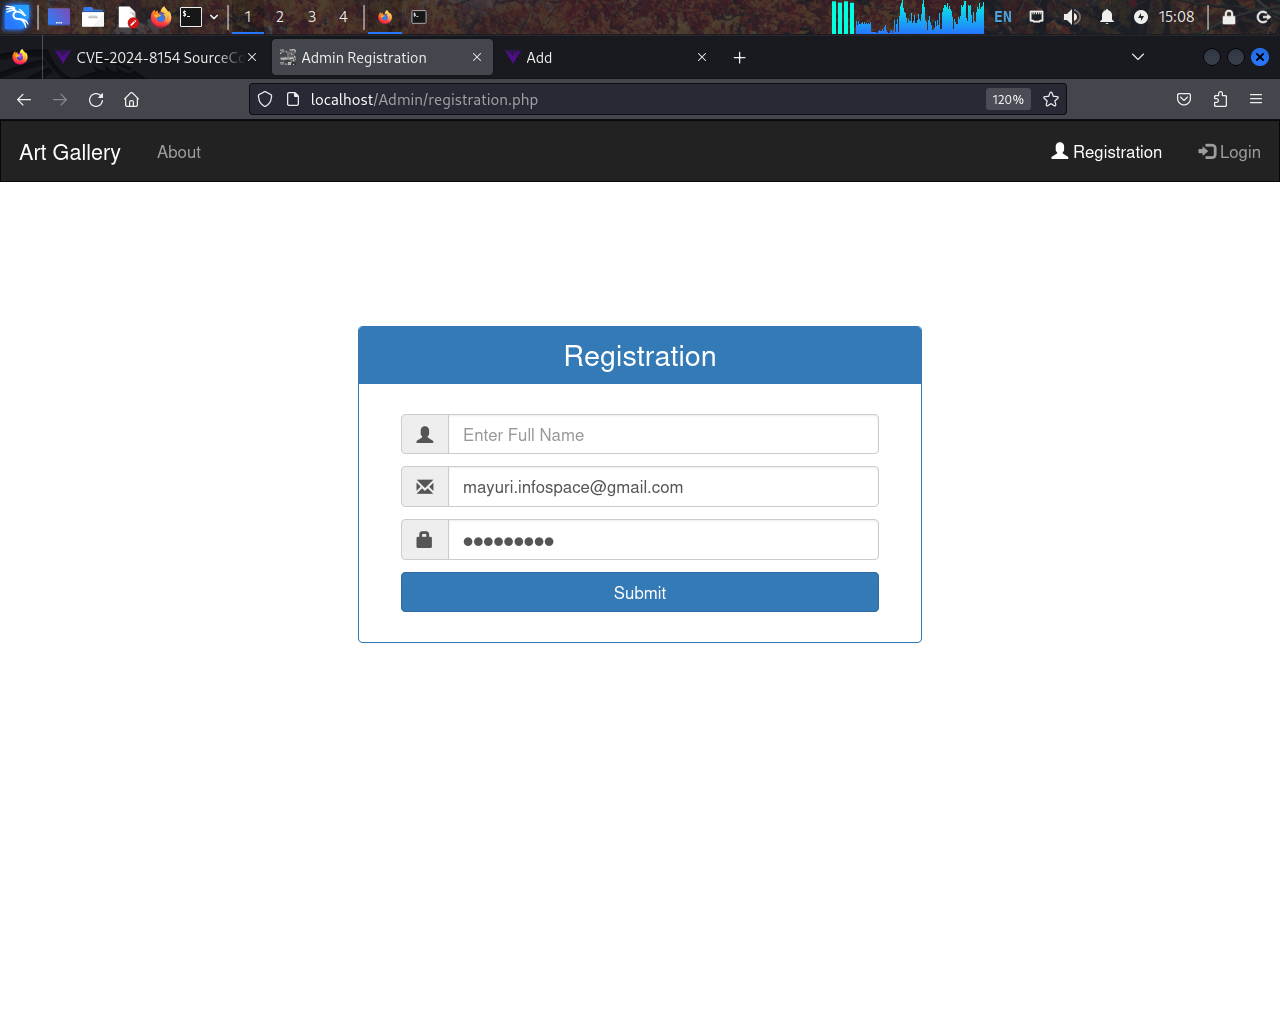 1 2 3 4 EN 15:08
CVE-2024-8154 SourceCo Admin Registration Add
localhost/Admin/registration.php 120%
Art Gallery About Registration Login
Registration
Enter Full Name
mayuri.infospace@gmail.com
Submit